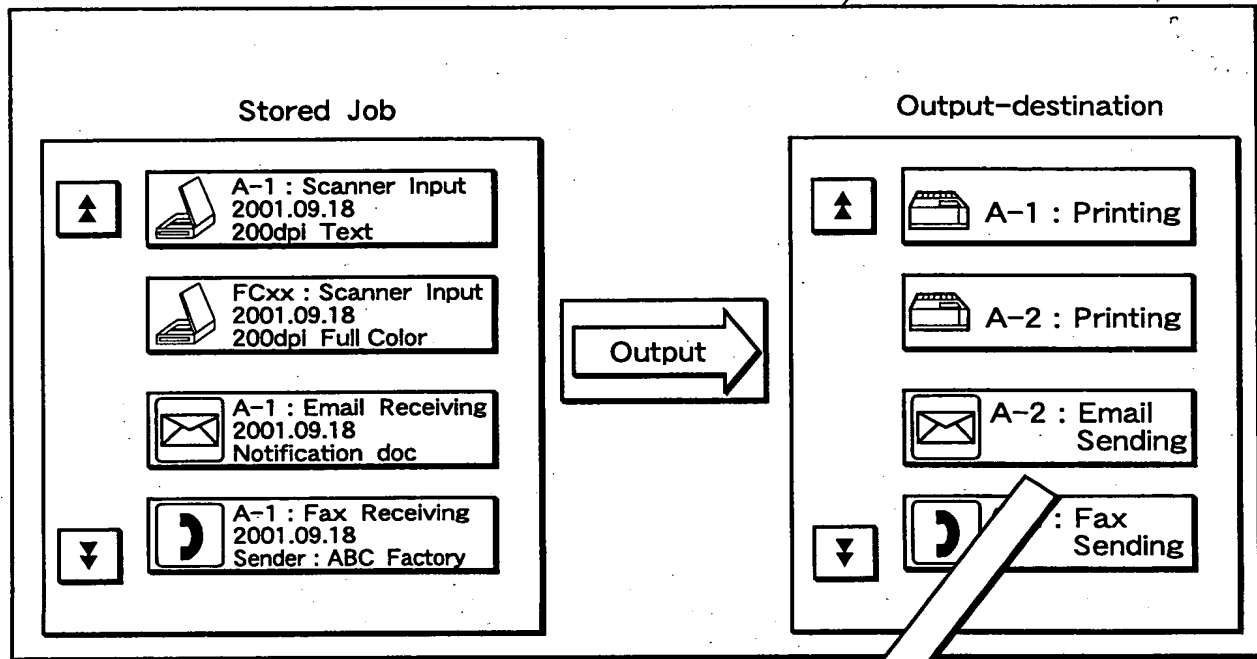 Stored Job
A-1 : Scanner Input
2001.09.18
200dpi Text
FCxx : Scanner Input
2001.09.18
200dpi Full Color
A-1 : Email Receiving
2001.09.18
Notification doc
A-1 : Fax Receiving
2001.09.18
Sender : ABC Factory
Output
Output-destination
A-1 : Printing
A-2 : Printing
A-2 : Email
Sending
: Fax
Sending